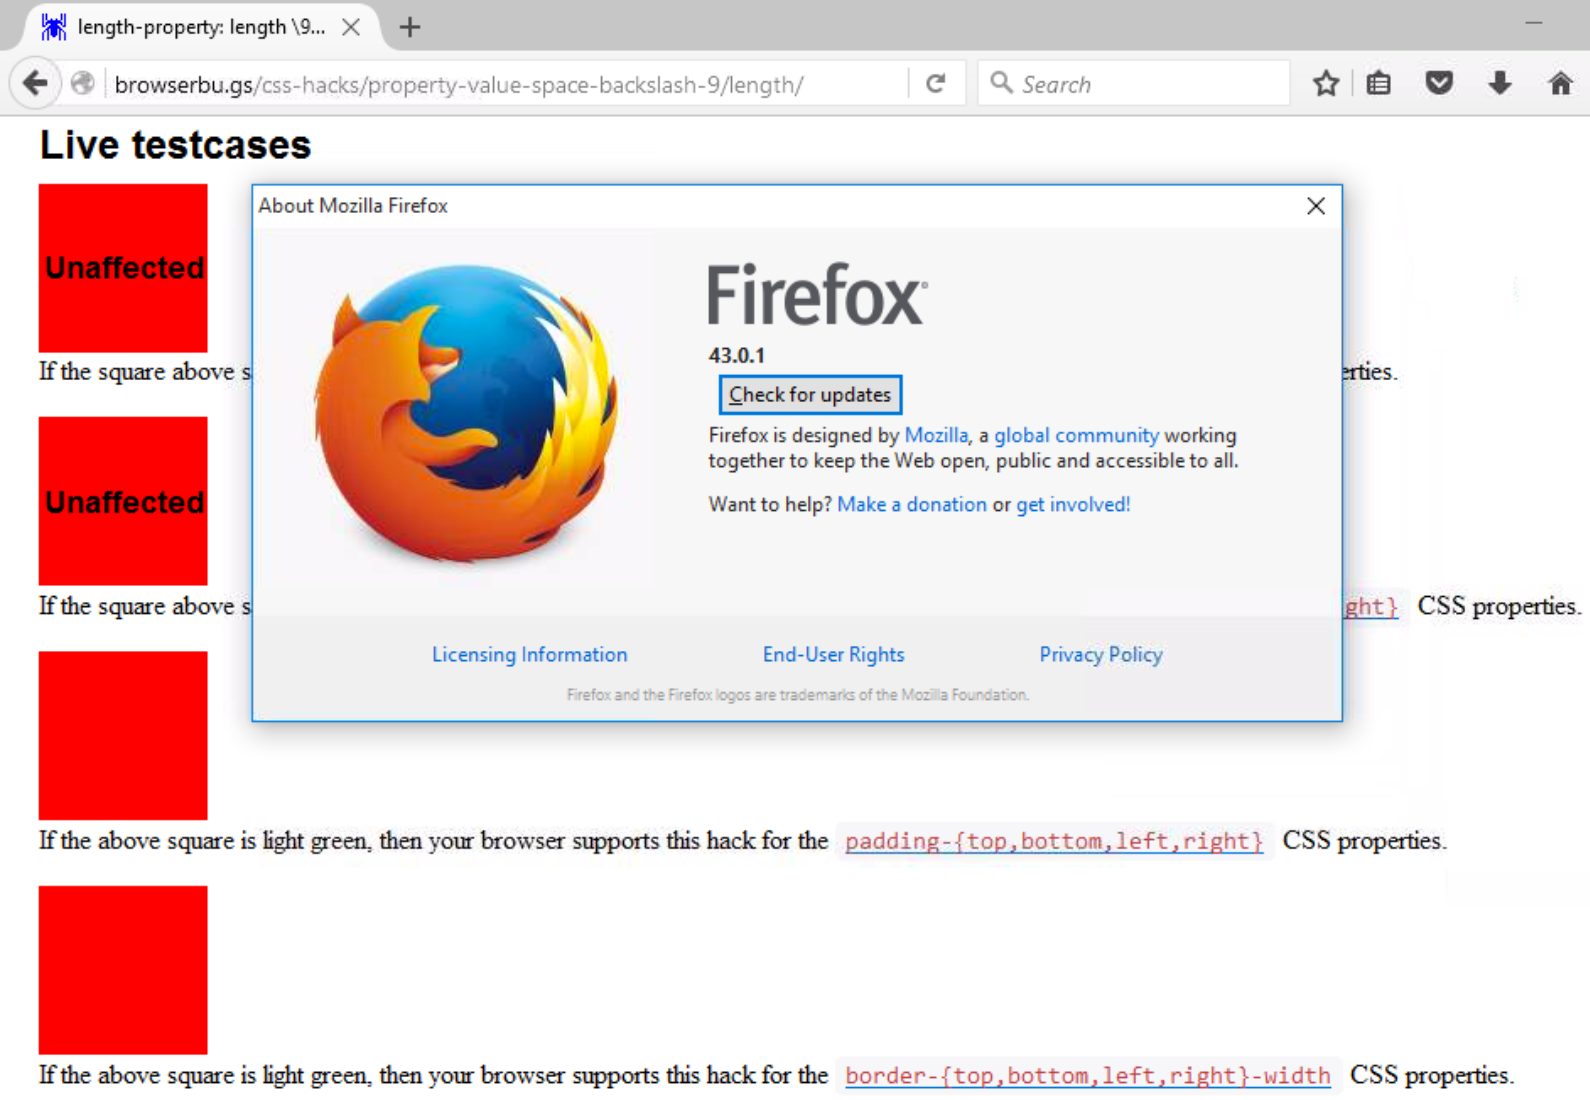 length-property: length \9...
browserbu.gs/css-hacks/property-value-space-backslash-9/length/
Search
Live testcases
Unaffected
If the square above s
erties.
Unaffected
If the square above s
ght} CSS properties.
About Mozilla Firefox
Firefox
43.0.1
Check for updates
Firefox is designed by Mozilla, a global community working
together to keep the Web open, public and accessible to all.
Want to help? Make a donation or get involved!
Licensing Information
End-User Rights
Privacy Policy
Firefox and the Firefox logos are trademarks of the Mozilla Foundation.
If the above square is light green, then your browser supports this hack for the padding-{top,bottom,left,right} CSS properties.
If the above square is light green, then your browser supports this hack for the border-{top,bottom,left,right}-width CSS properties.